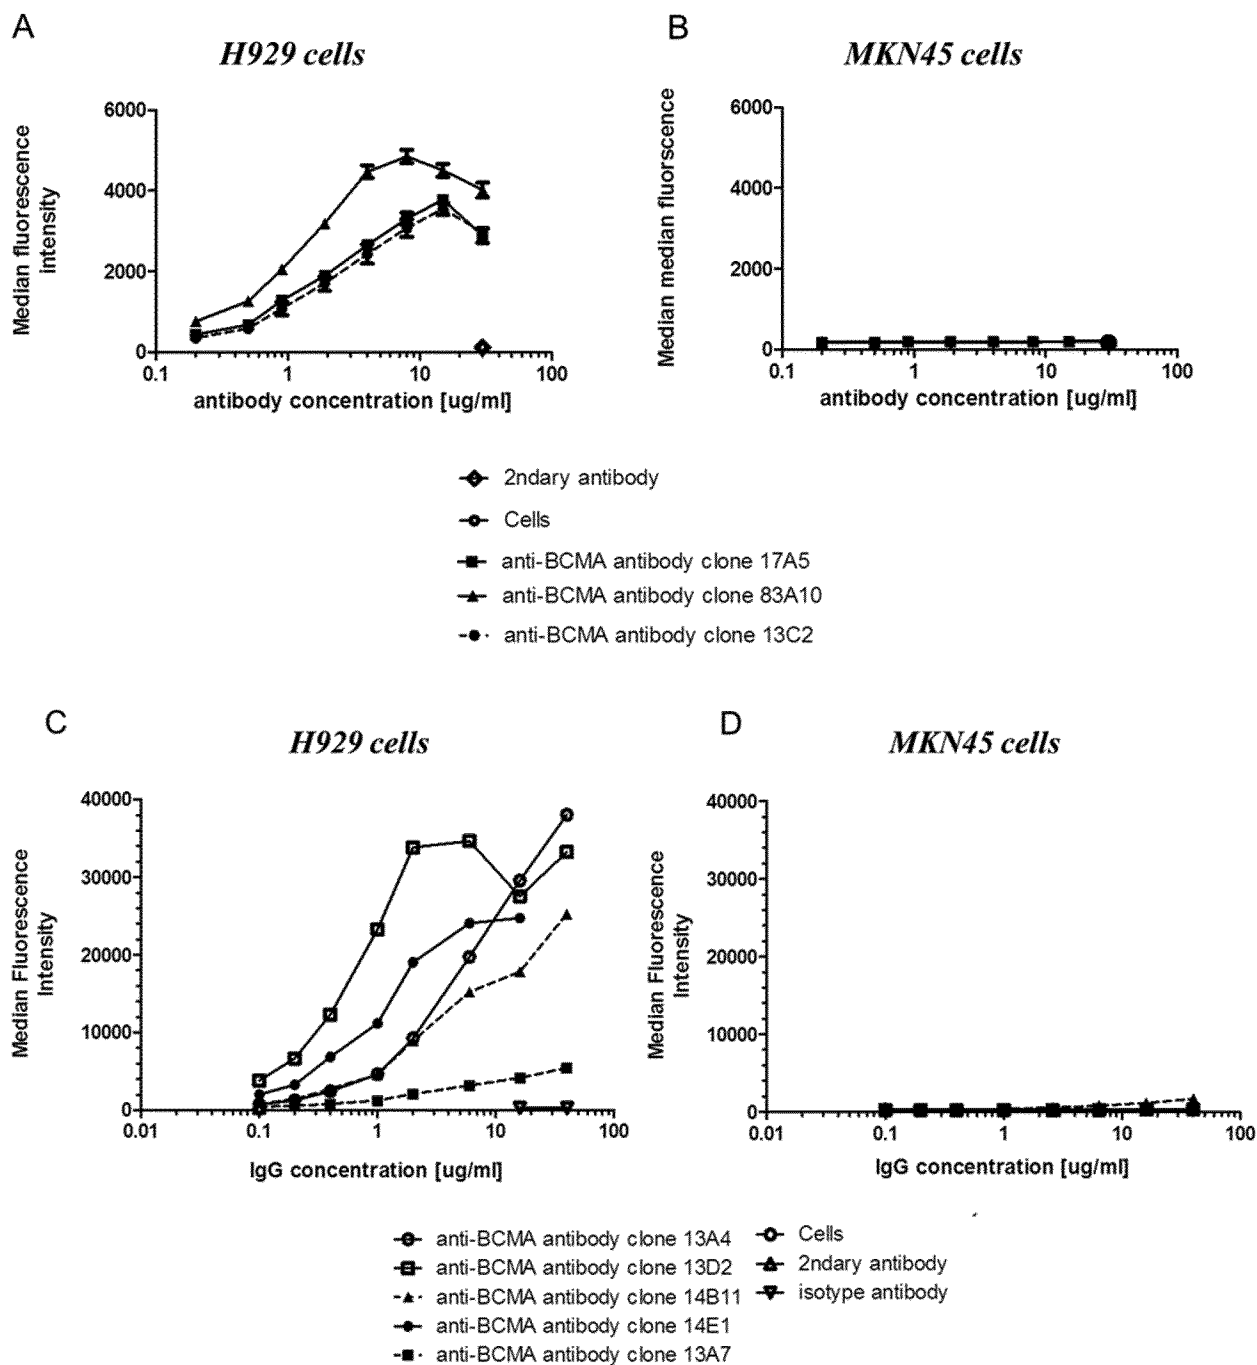 A
H929 cells
Median fluorescence
intensity
6000
4000
2000
0
0.1
1
10
100
antibody concentration [ug/ml]
B
MKN45 cells
Median median fluorscence
6000
4000
2000
0
0.1
1
10
100
antibody concentration [ug/ml]
2ndary antibody
Cells
anti-BCMA antibody clone 17A5
anti-BCMA antibody clone 83A10
anti-BCMA antibody clone 13C2
C
H929 cells
Median Fluorescence
Intensity
40000
30000
20000
10000
0
0.1
1
10
100
IgG concentration [ug/ml]
D
MKN45 cells
Median Fluorescence
Intensity
40000
30000
20000
10000
0
0.01
0.1
1
10
100
IgG concentration [ug/ml]
anti-BCMA antibody clone 13A4
anti-BCMA antibody clone 13D2
anti-BCMA antibody clone 14B11
anti-BCMA antibody clone 14E1
anti-BCMA antibody clone 13A7
Cells
2ndary antibody
isotype antibody